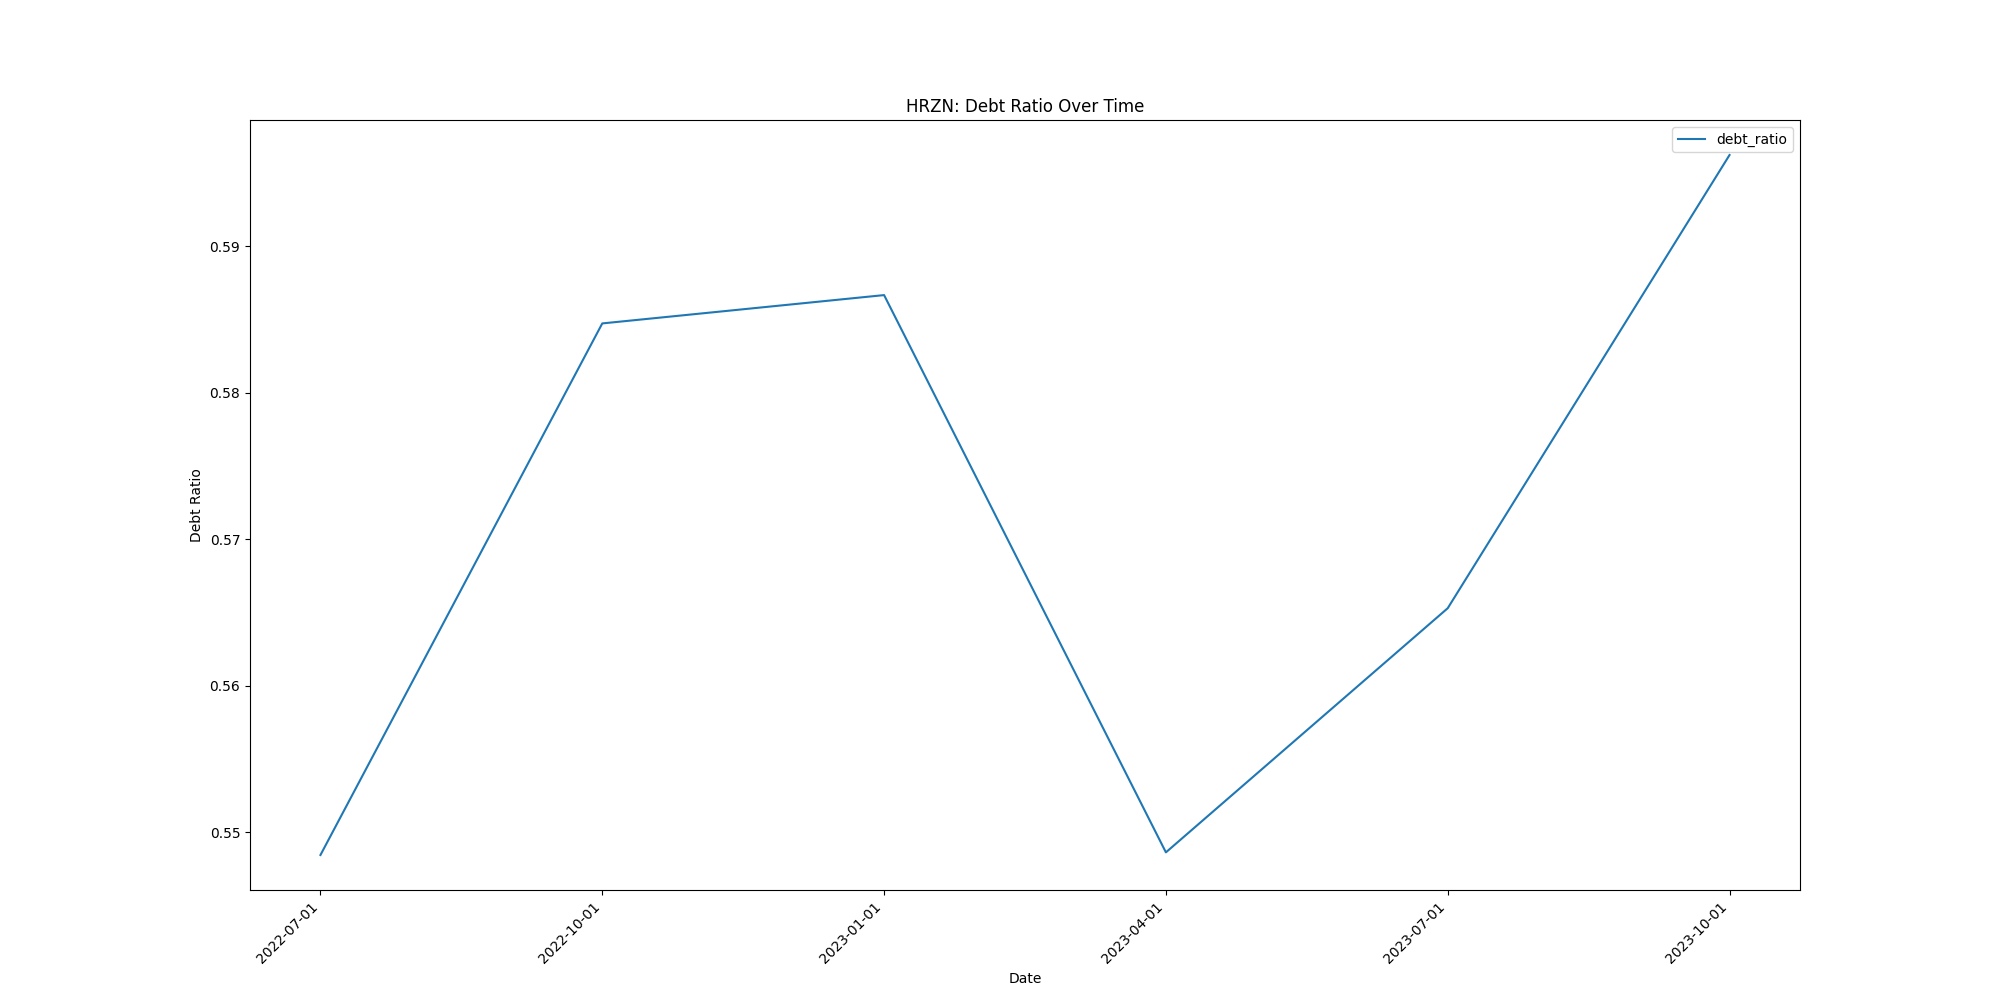 HRZN: Debt Ratio Over Time
debt_ratio
0.59
0.58
0.57
0.56
0.55
Debt Ratio
2022-07-01
2022-10-01
2023-01-01
2023-04-01
2023-07-01
2023-10-01
Date